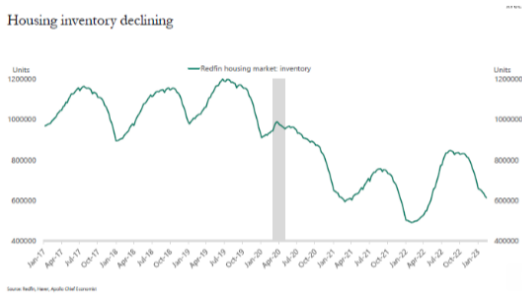 Housing inventory declining
Units
Redfin housing market: inventory
Units
1200000
1200000
1000000
1000000
800000
800000
600000
600000
400000
400000
Jan-17
Apr-17
Jul-17
Oct-17
Jan-18
Apr-18
Jul-18
Oct-18
Jan-19
Apr-19
Jul-19
Oct-19
Jan-20
Apr-20
Jul-20
Oct-20
Jan-21
Apr-21
Jul-21
Oct-21
Jan-22
Apr-22
Jul-22
Oct-22
Jan-23
Source: Redfin, Haver, Apollo Chief Economist